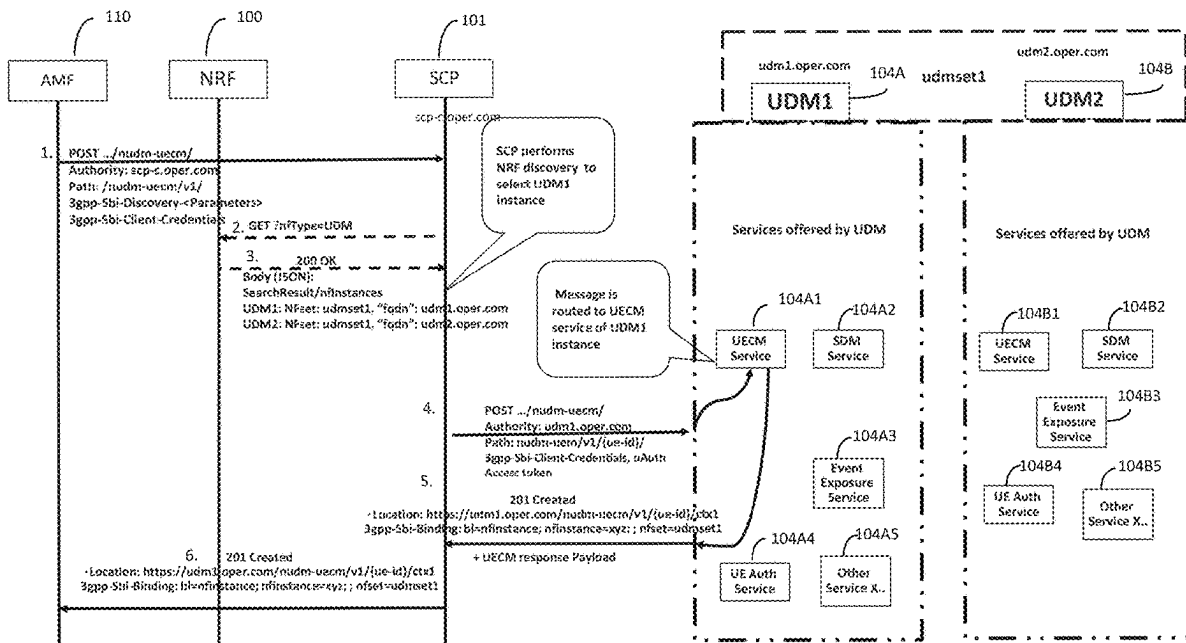 110
100
101
AMF
NRF
SCP
scp-c.oper.com
udm1.oper.com
udm2.oper.com
104A
udmset1
104B
UDM1
UDM2
1.
POST .../nudm-uecm/
Authority: scp-c.oper.com
Path: /nudm-uecm/v1/
3gpp-Sbi-Discovery-<Parameters>
3gpp-Sbi-Client-Credentials
SCP performs
NRF discovery to
select UDM1
instance
2.
GET /nfType=UDM
3.
200 OK
Body (JSON):
SearchResult/nfInstances
UDM1: NFset: udmset1, "fqdn": udm1.oper.com
UDM2: NFset: udmset1, "fqdn": udm2.oper.com
Services offered by UDM
Services offered by UDM
Message is
routed to UECM
service of UDM1
instance
104A1
UECM
Service
104A2
SDM
Service
104B1
UECM
Service
104B2
SDM
Service
104B3
Event
Exposure
Service
4.
POST .../nudm-uecm/
Authority: udm1.oper.com
Path: nudm-uecm/v1/{ue-id}/
3gpp-Sbi-Client-Credentials, oAuth
Access token
104A3
Event
Exposure
Service
104B4
UE Auth
Service
104B5
Other
Service X..
5.
201 Created
-Location: https://udm1.oper.com/nudm-uecm/v1/{ue-id}/ctx1
3gpp-Sbi-Binding: bl=nfinstance; nfinstance=xyz; ; nfset=udmset1
+ UECM response Payload
104A4
UE Auth
Service
104A5
Other
Service X..
6.
201 Created
-Location: https://udm1.oper.com/nudm-uecm/v1/{ue-id}/ctx1
3gpp-Sbi-Binding: bl=nfinstance; nfinstance=xyz; ; nfset=udmset1